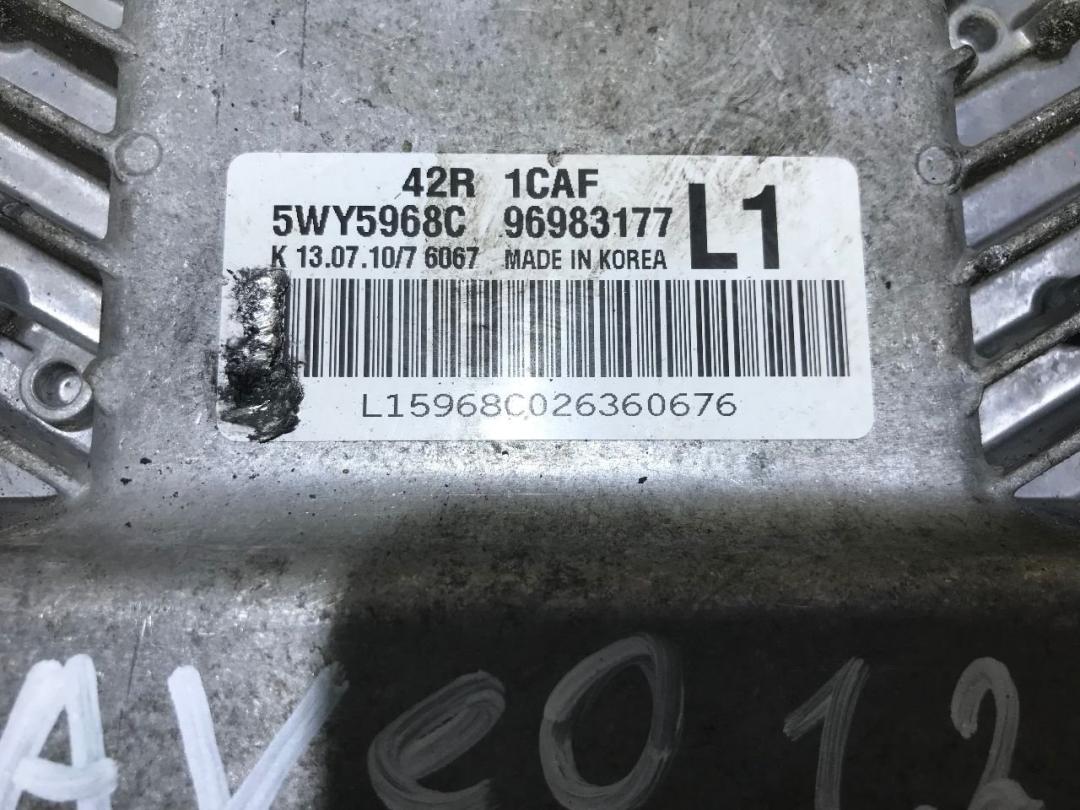 42R 1CAF
5WY5968C 96983177 L1
K 13.07.10/7 6067 MADE IN KOREA
L15968C026360676
AVeO 1.2